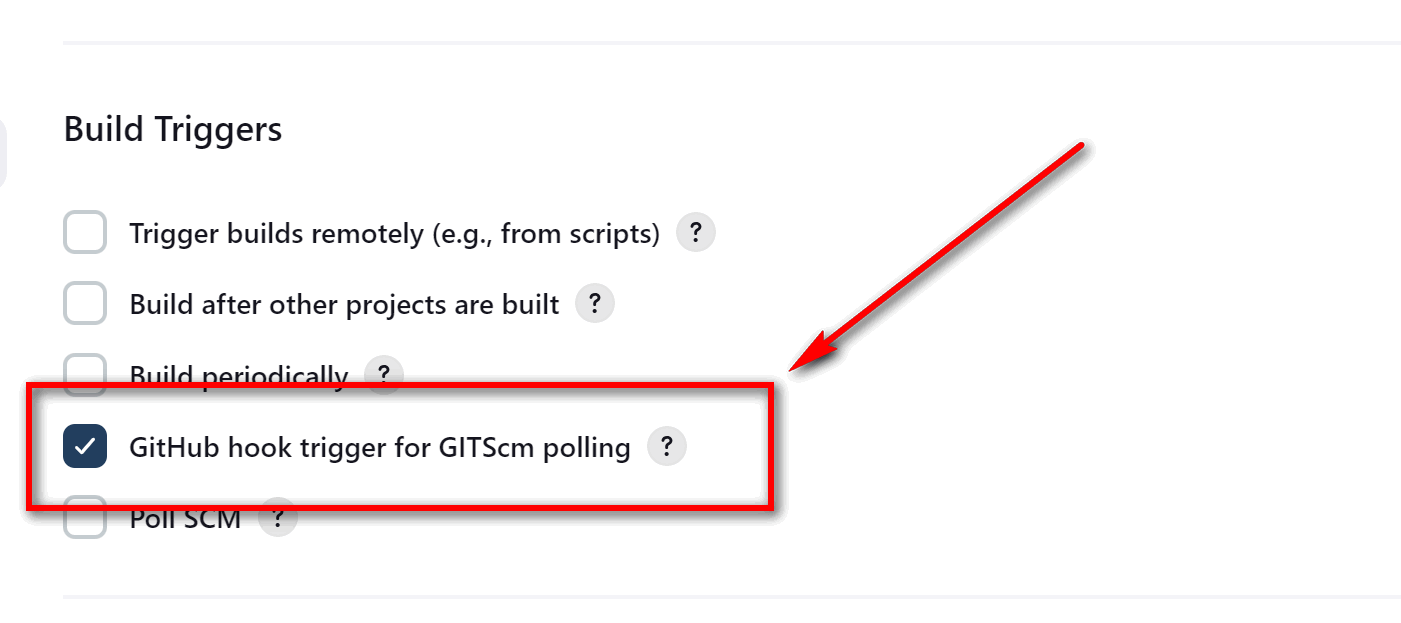 Build Triggers
Trigger builds remotely (e.g., from scripts) ?
Build after other projects are built ?
Build periodically ?
GitHub hook trigger for GITScm polling ?
Poll SCM ?